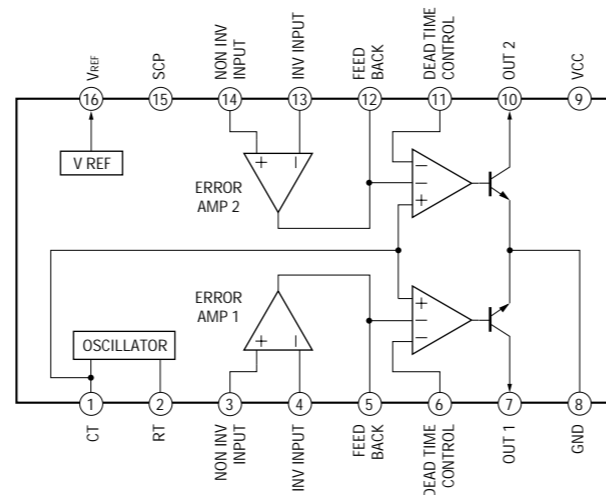 VREF
SCP
NON INV
INPUT
INV INPUT
FEED
BACK
DEAD TIME
CONTROL
OUT 2
VCC
16
15
14
13
12
11
10
9
V REF
+
−
ERROR
AMP 2
−
−
+
ERROR
AMP 1
+
−
−
OSCILLATOR
+
−
1
2
3
4
5
6
7
8
CT
RT
NON INV
INPUT
INV INPUT
FEED
BACK
DEAD TIME
CONTROL
OUT 1
GND